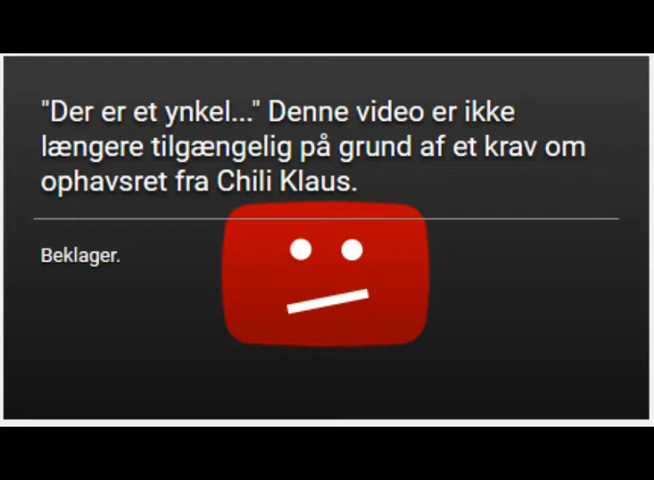 "Der er et ynkel..." Denne video er ikke
længere tilgængelig på grund af et krav om
ophavsret fra Chili Klaus.
Beklager.